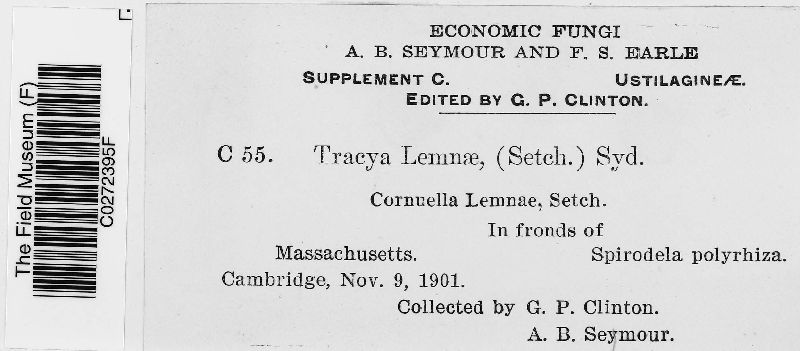 The Field Museum (F)
C0272395F
ECONOMIC FUNGI
A. B. SEYMOUR AND F. S. EARLE
SUPPLEMENT C. USTILAGINEÆ.
EDITED BY G. P. CLINTON.
C 55. Tracya Lemnæ, (Setch.) Syd.
Cornuella Lemnae, Setch.
In fronds of
Massachusetts. Spirodela polyrhiza.
Cambridge, Nov. 9, 1901.
Collected by G. P. Clinton.
A. B. Seymour.